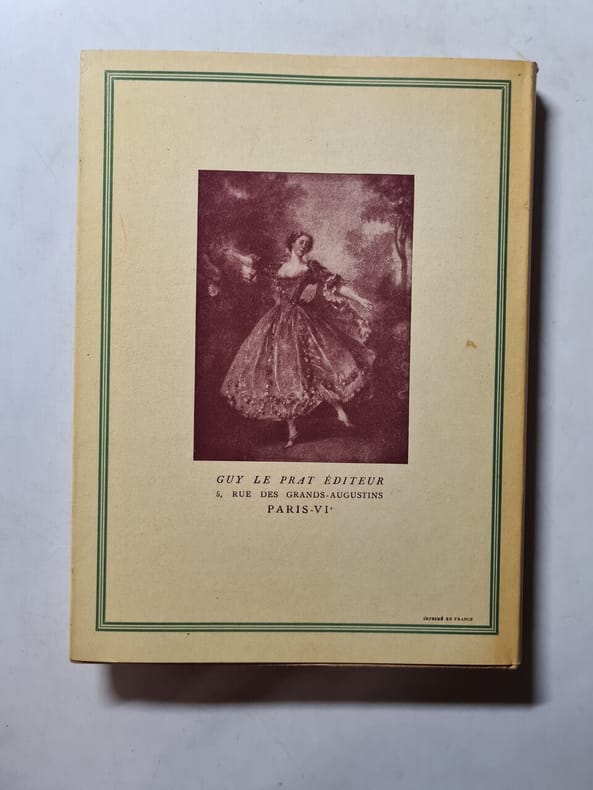 GUY LE PRAT ÉDITEUR
5, RUE DES GRANDS-AUGUSTINS
PARIS-VIᵉ
IMPRIMÉ EN FRANCE